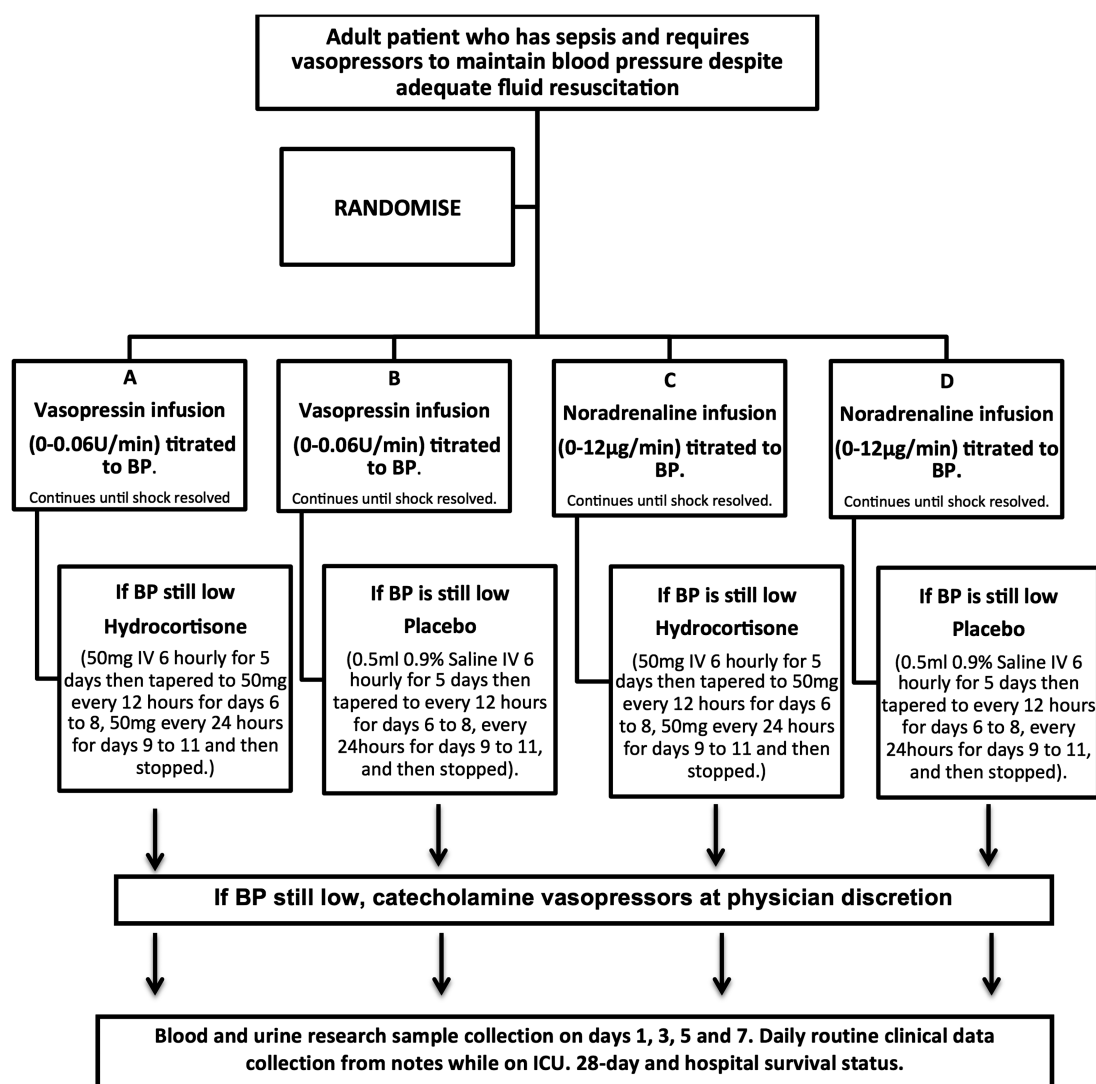 Adult patient who has sepsis and requires
vasopressors to maintain blood pressure despite
adequate fluid resuscitation
RANDOMISE
A
Vasopressin infusion
(0-0.06U/min) titrated
to BP.
Continues until shock resolved
B
Vasopressin infusion
(0-0.06U/min) titrated
to BP.
Continues until shock resolved.
C
Noradrenaline infusion
(0-12µg/min) titrated to
BP.
Continues until shock resolved.
D
Noradrenaline infusion
(0-12µg/min) titrated to
BP.
Continues until shock resolved.
If BP still low
Hydrocortisone
(50mg IV 6 hourly for 5
days then tapered to 50mg
every 12 hours for days 6
to 8, 50mg every 24 hours
for days 9 to 11 and then
stopped.)
If BP is still low
Placebo
(0.5ml 0.9% Saline IV 6
hourly for 5 days then
tapered to every 12 hours
for days 6 to 8, every
24hours for days 9 to 11,
and then stopped).
If BP is still low
Hydrocortisone
(50mg IV 6 hourly for 5
days then tapered to 50mg
every 12 hours for days 6
to 8, 50mg every 24 hours
for days 9 to 11 and then
stopped.)
If BP is still low
Placebo
(0.5ml 0.9% Saline IV 6
hourly for 5 days then
tapered to every 12 hours
for days 6 to 8, every
24hours for days 9 to 11,
and then stopped).
If BP still low, catecholamine vasopressors at physician discretion
Blood and urine research sample collection on days 1, 3, 5 and 7. Daily routine clinical data
collection from notes while on ICU. 28-day and hospital survival status.